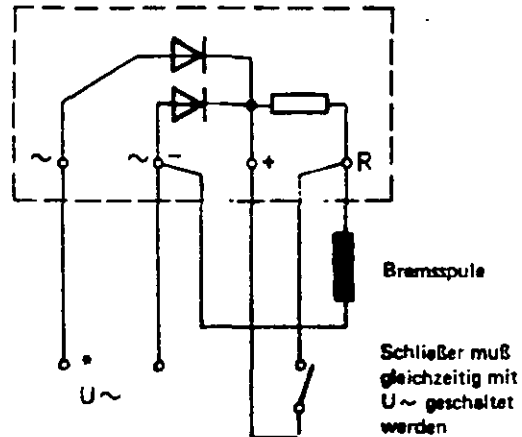 ~ ~ - + R
Bremsspule
* U~
Schließer muß
gleichzeitig mit
U~ geschaltet
werden